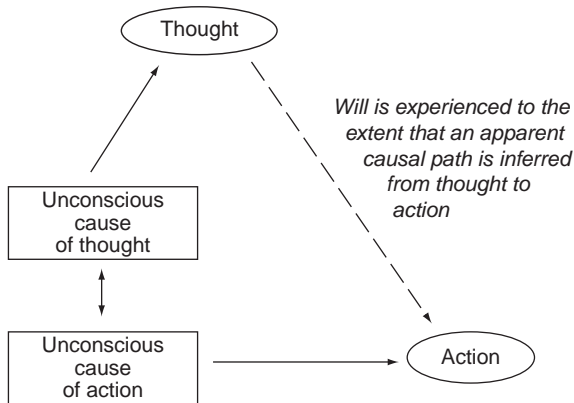 Thought
Will is experienced to the
extent that an apparent
causal path is inferred
from thought to
action
Unconscious
cause
of thought
Unconscious
cause
of action
Action